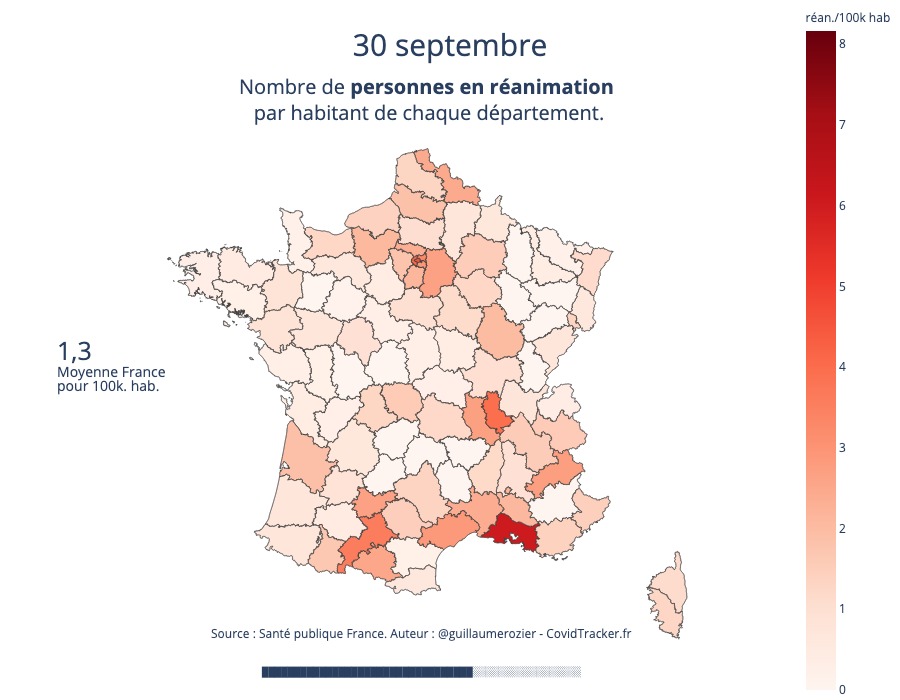 réan./100k hab
30 septembre
Nombre de personnes en réanimation
par habitant de chaque département.
8
7
6
5
4
3
2
1
0
1,3
Moyenne France
pour 100k. hab.
Source : Santé publique France. Auteur : @guillaumerozier - CovidTracker.fr